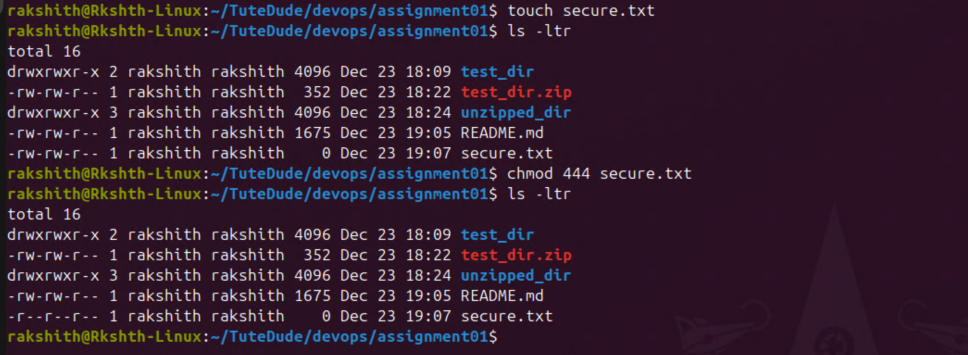 rakshith@Rkshth-Linux:~/TuteDude/devops/assignment01$ touch secure.txt
rakshith@Rkshth-Linux:~/TuteDude/devops/assignment01$ ls -ltr
total 16
drwxrwxr-x 2 rakshith rakshith 4096 Dec 23 18:09 test_dir
-rw-rw-r-- 1 rakshith rakshith  352 Dec 23 18:22 test_dir.zip
drwxrwxr-x 3 rakshith rakshith 4096 Dec 23 18:24 unzipped_dir
-rw-rw-r-- 1 rakshith rakshith 1675 Dec 23 19:05 README.md
-rw-rw-r-- 1 rakshith rakshith    0 Dec 23 19:07 secure.txt
rakshith@Rkshth-Linux:~/TuteDude/devops/assignment01$ chmod 444 secure.txt
rakshith@Rkshth-Linux:~/TuteDude/devops/assignment01$ ls -ltr
total 16
drwxrwxr-x 2 rakshith rakshith 4096 Dec 23 18:09 test_dir
-rw-rw-r-- 1 rakshith rakshith  352 Dec 23 18:22 test_dir.zip
drwxrwxr-x 3 rakshith rakshith 4096 Dec 23 18:24 unzipped_dir
-rw-rw-r-- 1 rakshith rakshith 1675 Dec 23 19:05 README.md
-r--r--r-- 1 rakshith rakshith    0 Dec 23 19:07 secure.txt
rakshith@Rkshth-Linux:~/TuteDude/devops/assignment01$